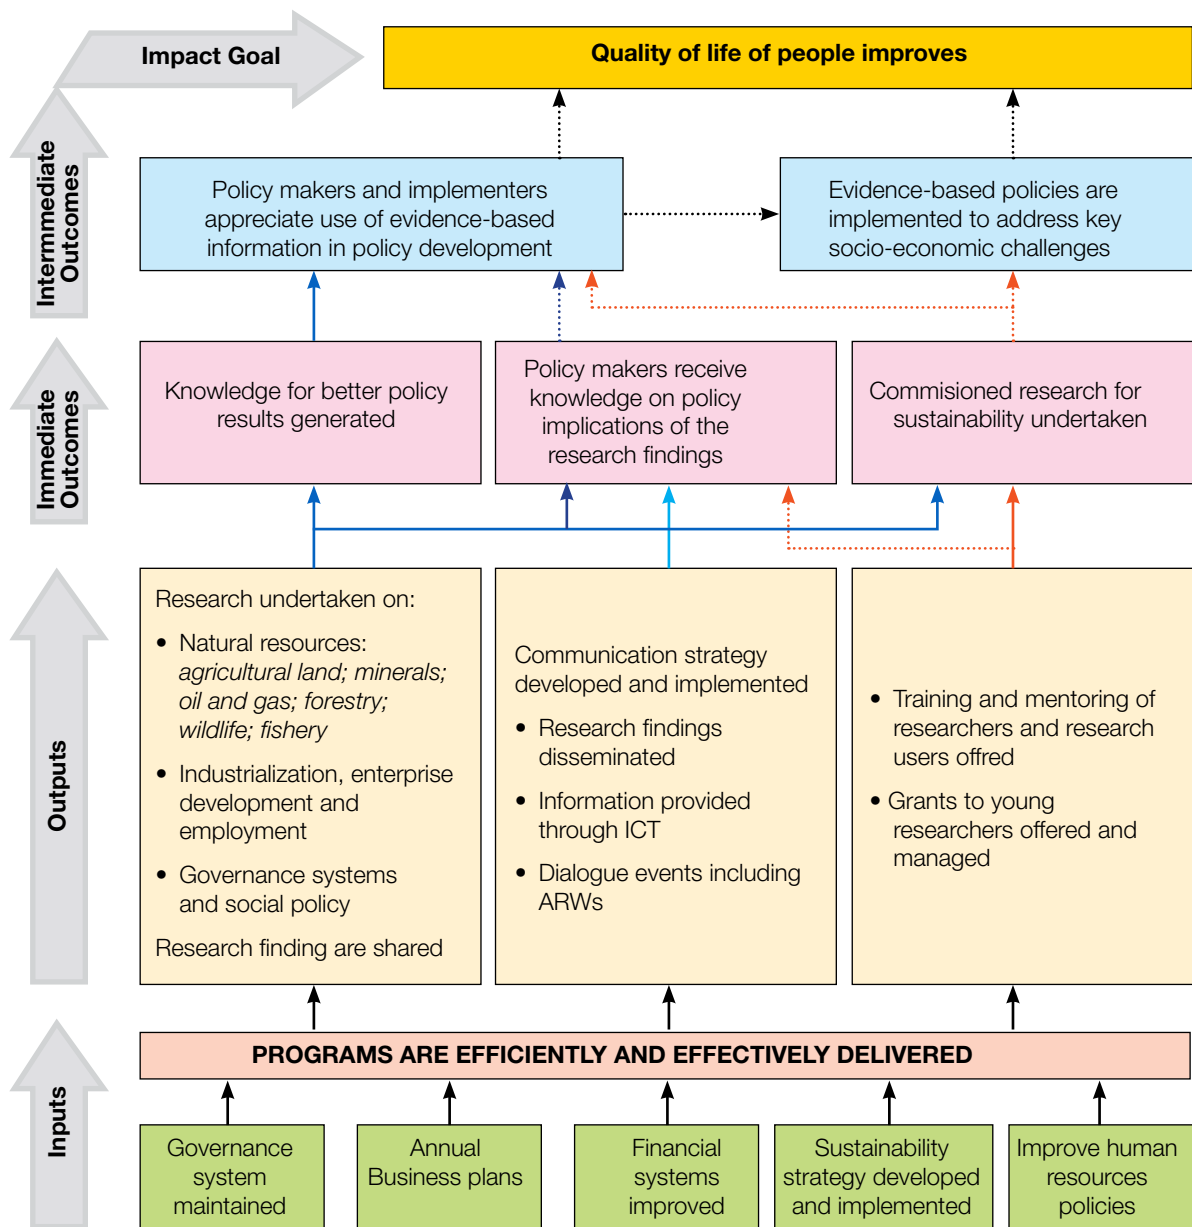 Impact Goal
Quality of life of people improves
Intermmediate
Outcomes
Policy makers and implementers
appreciate use of evidence-based
information in policy development
Evidence-based policies are
implemented to address key
socio-economic challenges
Immediate
Outcomes
Knowledge for better policy
results generated
Policy makers receive
knowledge on policy
implications of the
research findings
Commisioned research for
sustainability undertaken
Outputs
Research undertaken on:
• Natural resources:
agricultural land; minerals;
oil and gas; forestry;
wildlife; fishery
• Industrialization, enterprise
development and
employment
• Governance systems
and social policy
Research finding are shared
Communication strategy
developed and implemented
• Research findings
disseminated
• Information provided
through ICT
• Dialogue events including
ARWs
• Training and mentoring of
researchers and research
users offred
• Grants to young
researchers offered and
managed
Inputs
PROGRAMS ARE EFFICIENTLY AND EFFECTIVELY DELIVERED
Governance
system
maintained
Annual
Business plans
Financial
systems
improved
Sustainability
strategy developed
and implemented
Improve human
resources
policies